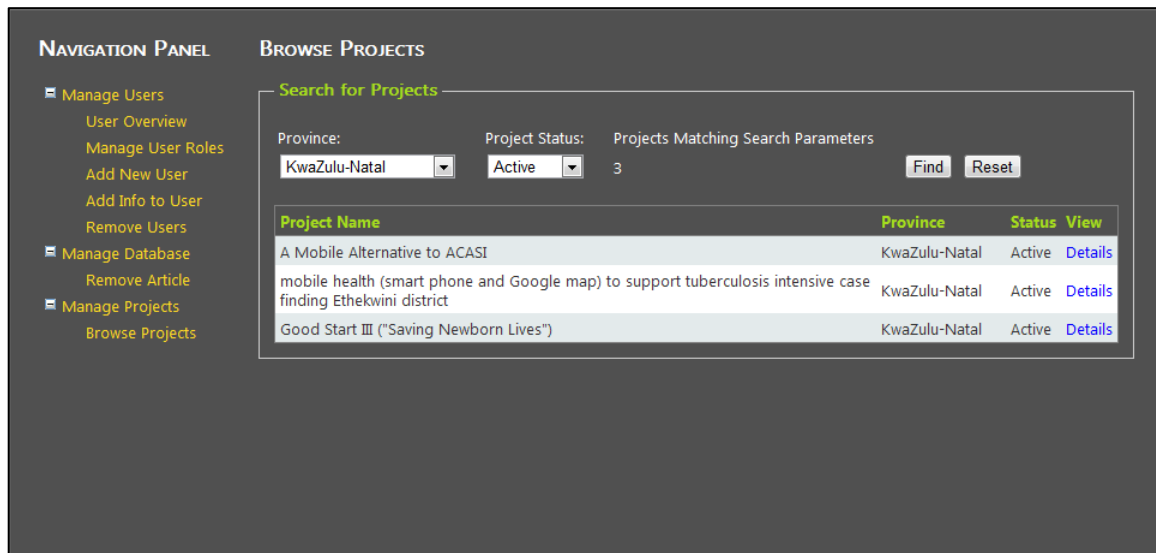 NAVIGATION PANEL
Manage Users
User Overview
Manage User Roles
Add New User
Add Info to User
Remove Users
Manage Database
Remove Article
Manage Projects
Browse Projects
BROWSE PROJECTS
Search for Projects
Province: Project Status: Projects Matching Search Parameters
KwaZulu-Natal Active 3 Find Reset
Project Name Province Status View
A Mobile Alternative to ACASI KwaZulu-Natal Active Details
mobile health (smart phone and Google map) to support tuberculosis intensive case
finding Ethekwini district KwaZulu-Natal Active Details
Good Start III ("Saving Newborn Lives") KwaZulu-Natal Active Details